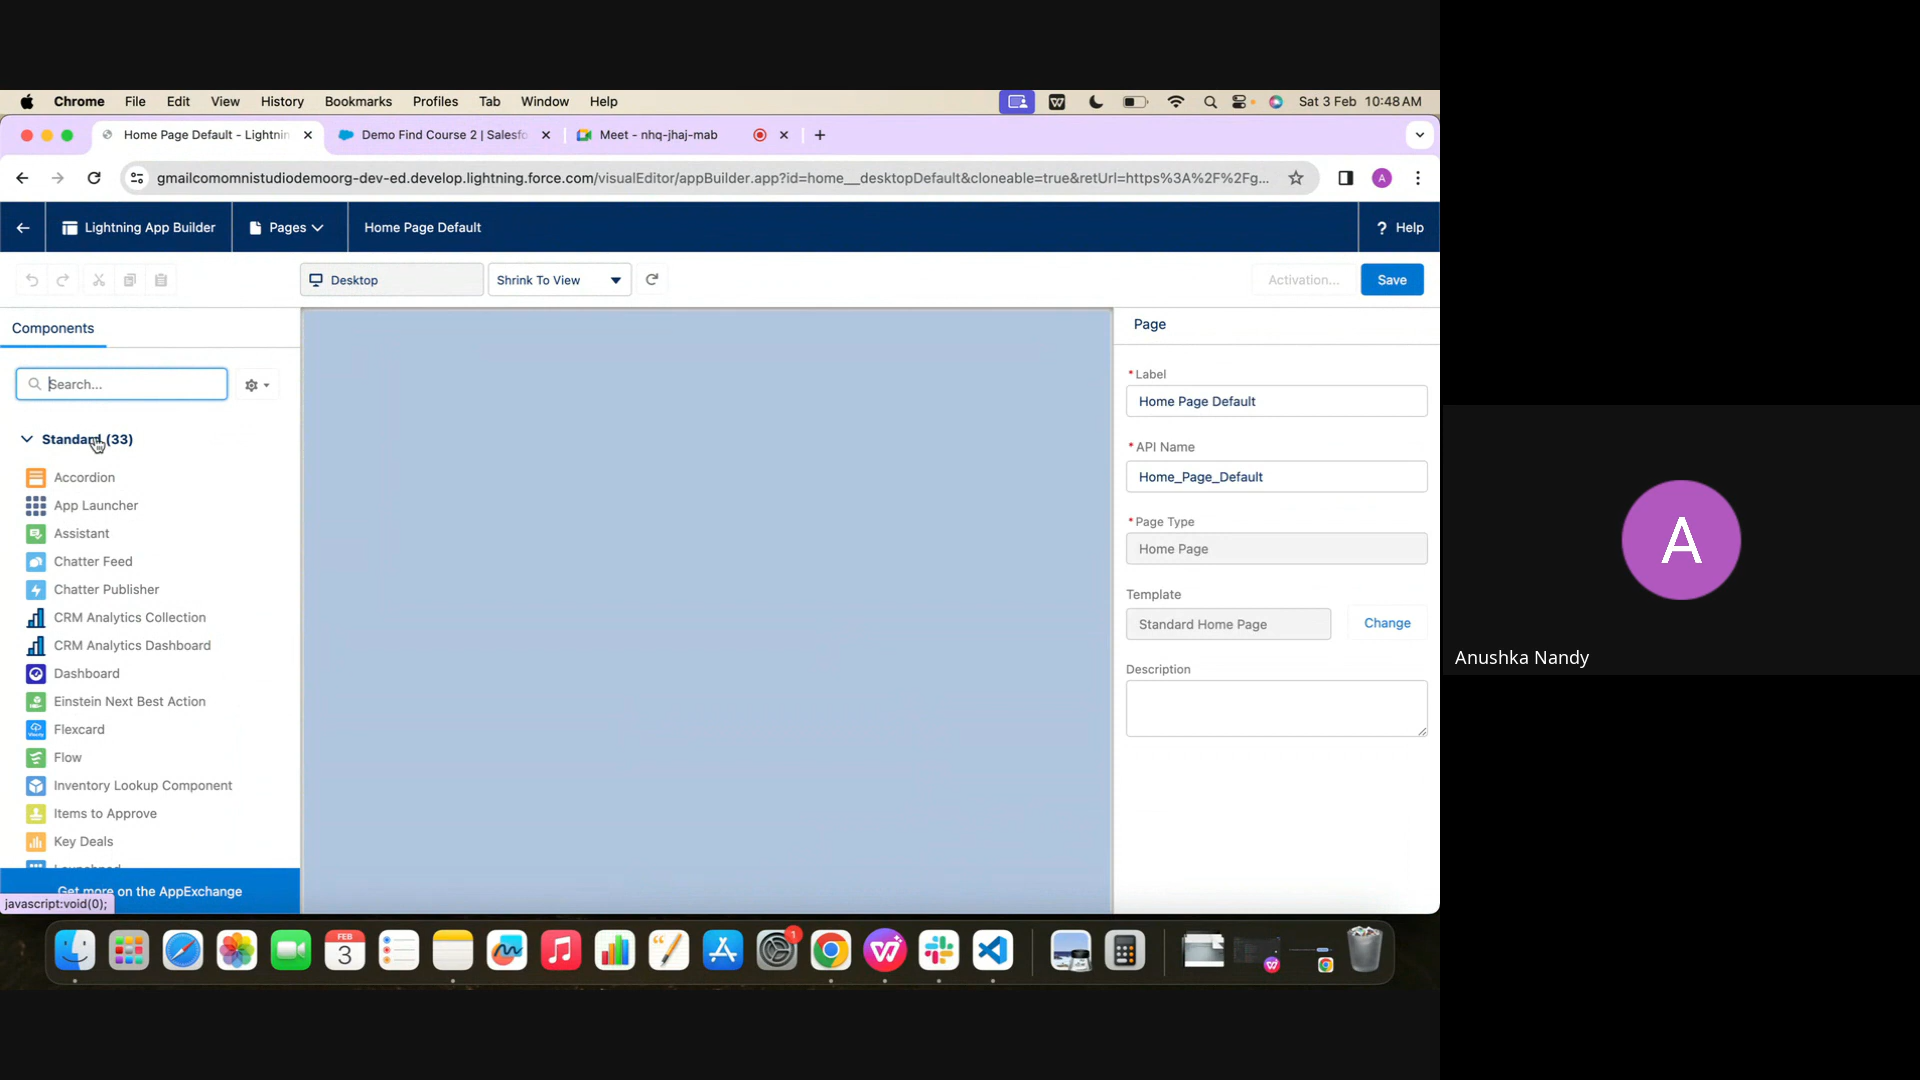 Chrome File Edit View History Bookmarks Profiles Tab Window Help Sat 3 Feb 10:48 AM
Home Page Default - Lightnin Demo Find Course 2 | Salesfo Meet - nhq-jhaj-mab
gmailcomomnistudiodemoorg-dev-ed.develop.lightning.force.com/visualEditor/appBuilder.app?id=home__desktopDefault&cloneable=true&retUrl=https%3A%2F%2Fg... A
Lightning App Builder Pages Home Page Default ? Help
Desktop Shrink To View Activation... Save
Components
Search...
Standard (33)
Accordion
App Launcher
Assistant
Chatter Feed
Chatter Publisher
CRM Analytics Collection
CRM Analytics Dashboard
Dashboard
Einstein Next Best Action
Flexcard
Flow
Inventory Lookup Component
Items to Approve
Key Deals
Get more on the AppExchange
javascript:void(0);
Page
* Label
Home Page Default
* API Name
Home_Page_Default
* Page Type
Home Page
Template
Standard Home Page Change
Description
FEB
3
1
A
Anushka Nandy